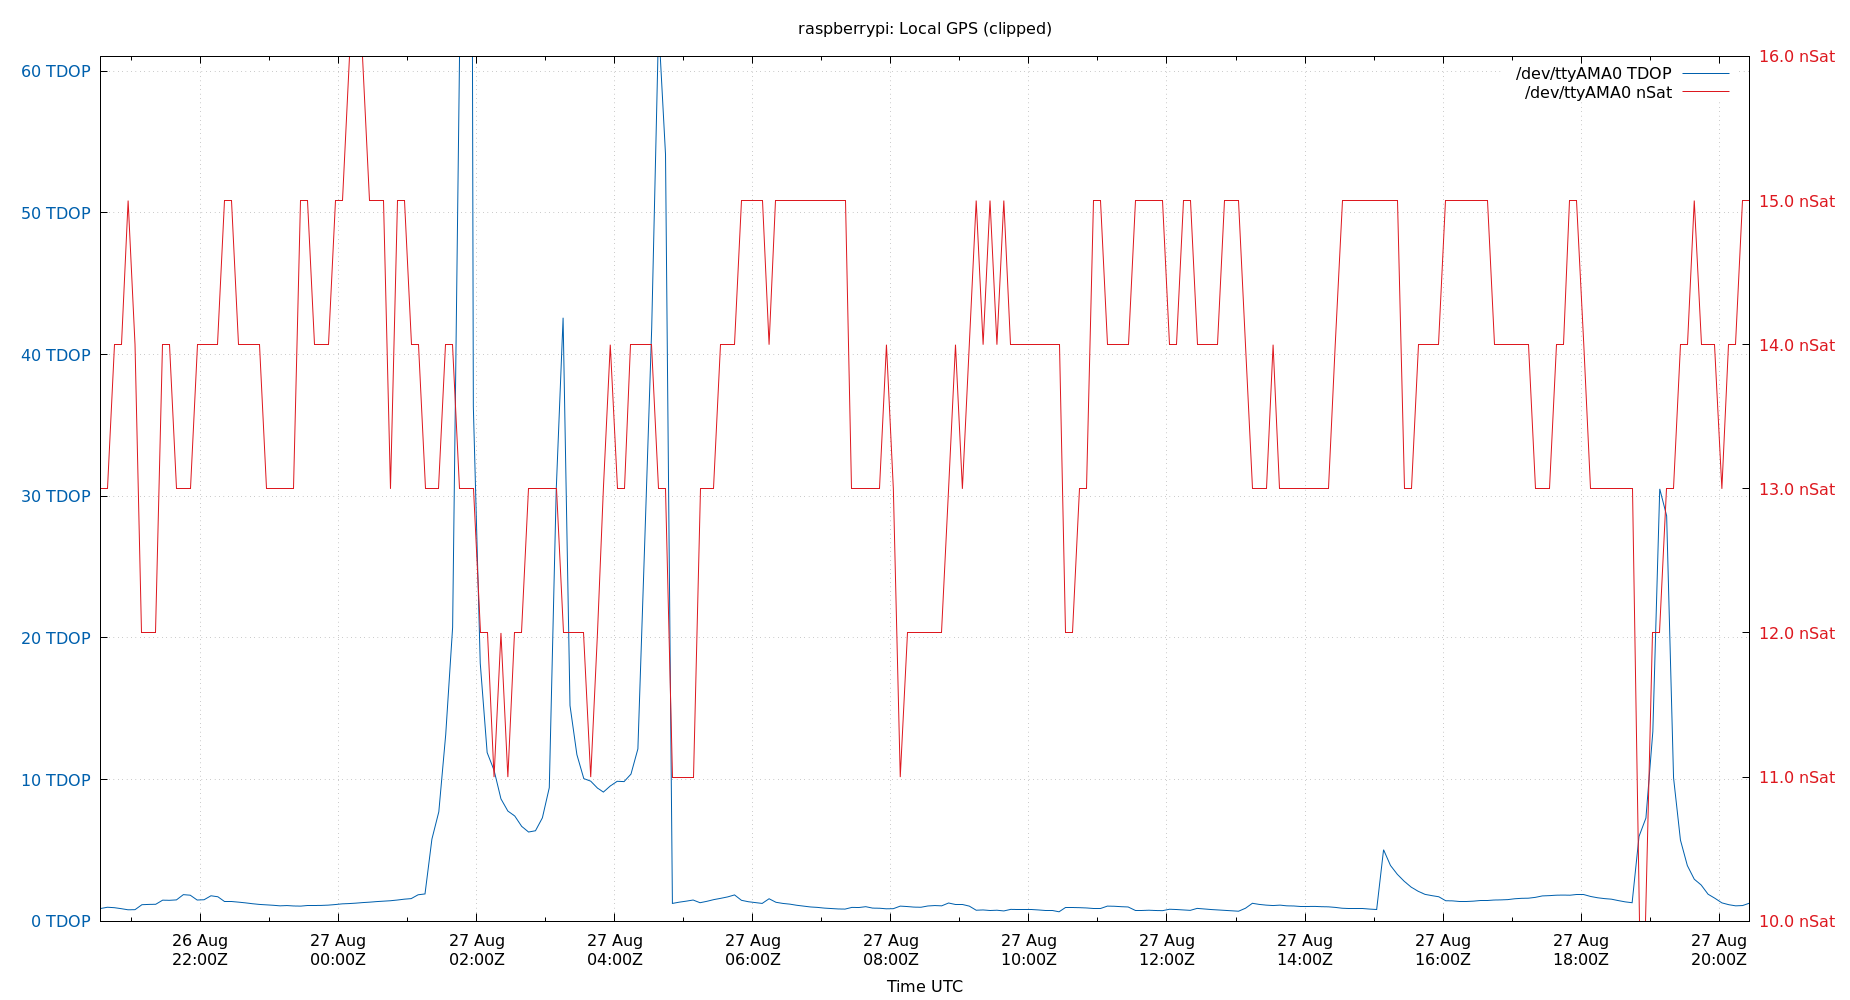 raspberrypi: Local GPS (clipped)
60 TDOP
50 TDOP
40 TDOP
30 TDOP
20 TDOP
10 TDOP
0 TDOP
16.0 nSat
15.0 nSat
14.0 nSat
13.0 nSat
12.0 nSat
11.0 nSat
10.0 nSat
/dev/ttyAMA0 TDOP
/dev/ttyAMA0 nSat
26 Aug
22:00Z
27 Aug
00:00Z
27 Aug
02:00Z
27 Aug
04:00Z
27 Aug
06:00Z
27 Aug
08:00Z
27 Aug
10:00Z
27 Aug
12:00Z
27 Aug
14:00Z
27 Aug
16:00Z
27 Aug
18:00Z
27 Aug
20:00Z
Time UTC